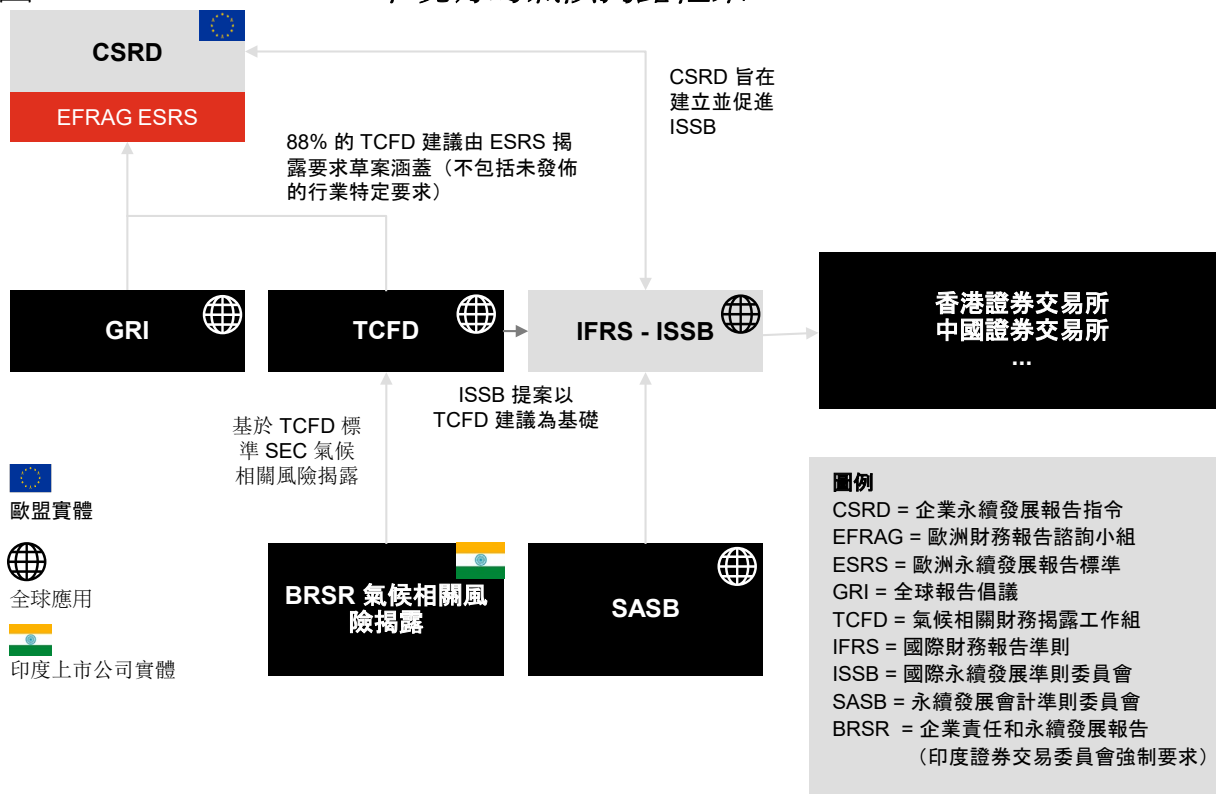 CSRD
EFRAG ESRS
CSRD 旨在
建立並促進
ISSB
88% 的 TCFD 建議由 ESRS 揭
露要求草案涵蓋（不包括未發佈
的行業特定要求）
GRI
TCFD
IFRS - ISSB
香港證券交易所
中國證券交易所
...
ISSB 提案以
TCFD 建議為基礎
基於 TCFD 標
準 SEC 氣候
相關風險揭露
歐盟實體
全球應用
印度上市公司實體
BRSR 氣候相關風
險揭露
SASB
圖例
CSRD = 企業永續發展報告指令
EFRAG = 歐洲財務報告諮詢小組
ESRS = 歐洲永續發展報告標準
GRI = 全球報告倡議
TCFD = 氣候相關財務揭露工作組
IFRS = 國際財務報告準則
ISSB = 國際永續發展準則委員會
SASB = 永續發展會計準則委員會
BRSR = 企業責任和永續發展報告
（印度證券交易委員會強制要求）